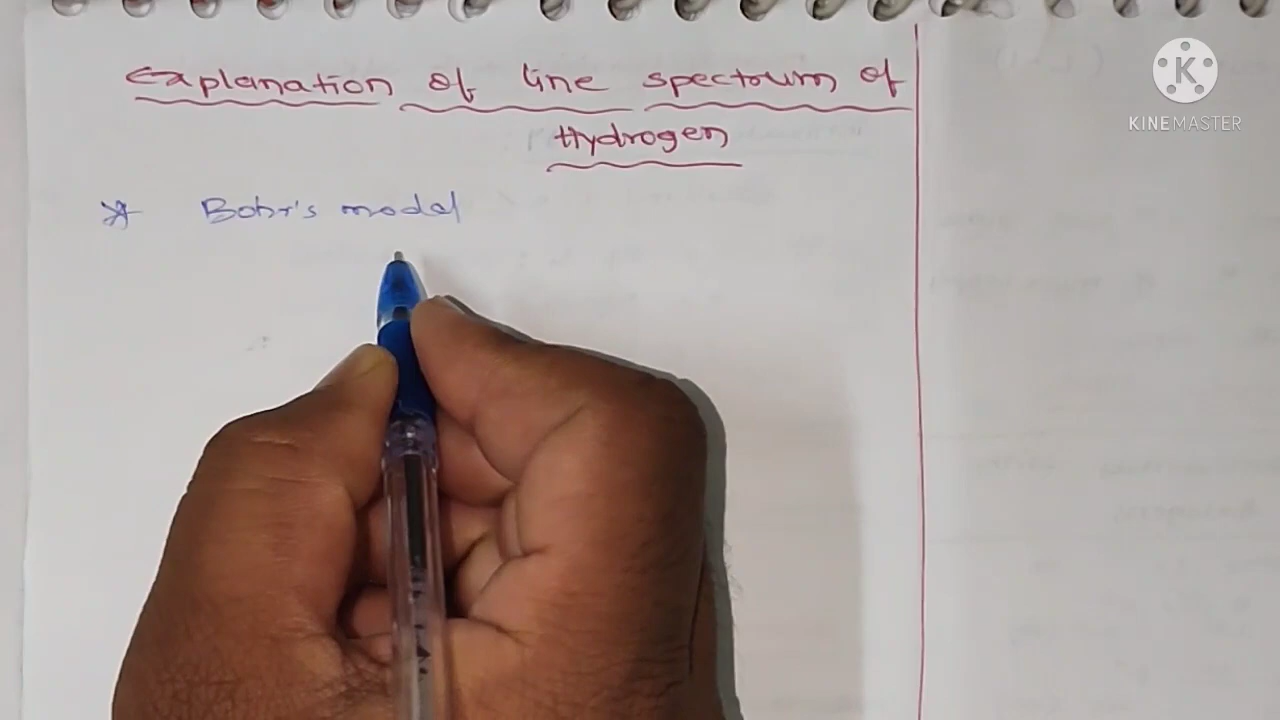 Explanation of line spectrum of
Hydrogen
* Bohr's model
K
KINEMASTER